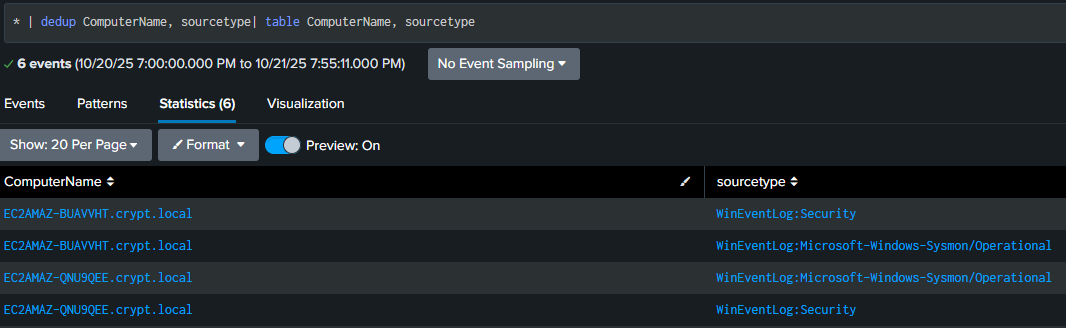 * | dedup ComputerName, sourcetype| table ComputerName, sourcetype
6 events (10/20/25 7:00:00.000 PM to 10/21/25 7:55:11.000 PM) No Event Sampling
Events Patterns Statistics (6) Visualization
Show: 20 Per Page Format Preview: On
ComputerName sourcetype
EC2AMAZ-BUAVVHT.crypt.local WinEventLog:Security
EC2AMAZ-BUAVVHT.crypt.local WinEventLog:Microsoft-Windows-Sysmon/Operational
EC2AMAZ-QNU9QEE.crypt.local WinEventLog:Microsoft-Windows-Sysmon/Operational
EC2AMAZ-QNU9QEE.crypt.local WinEventLog:Security